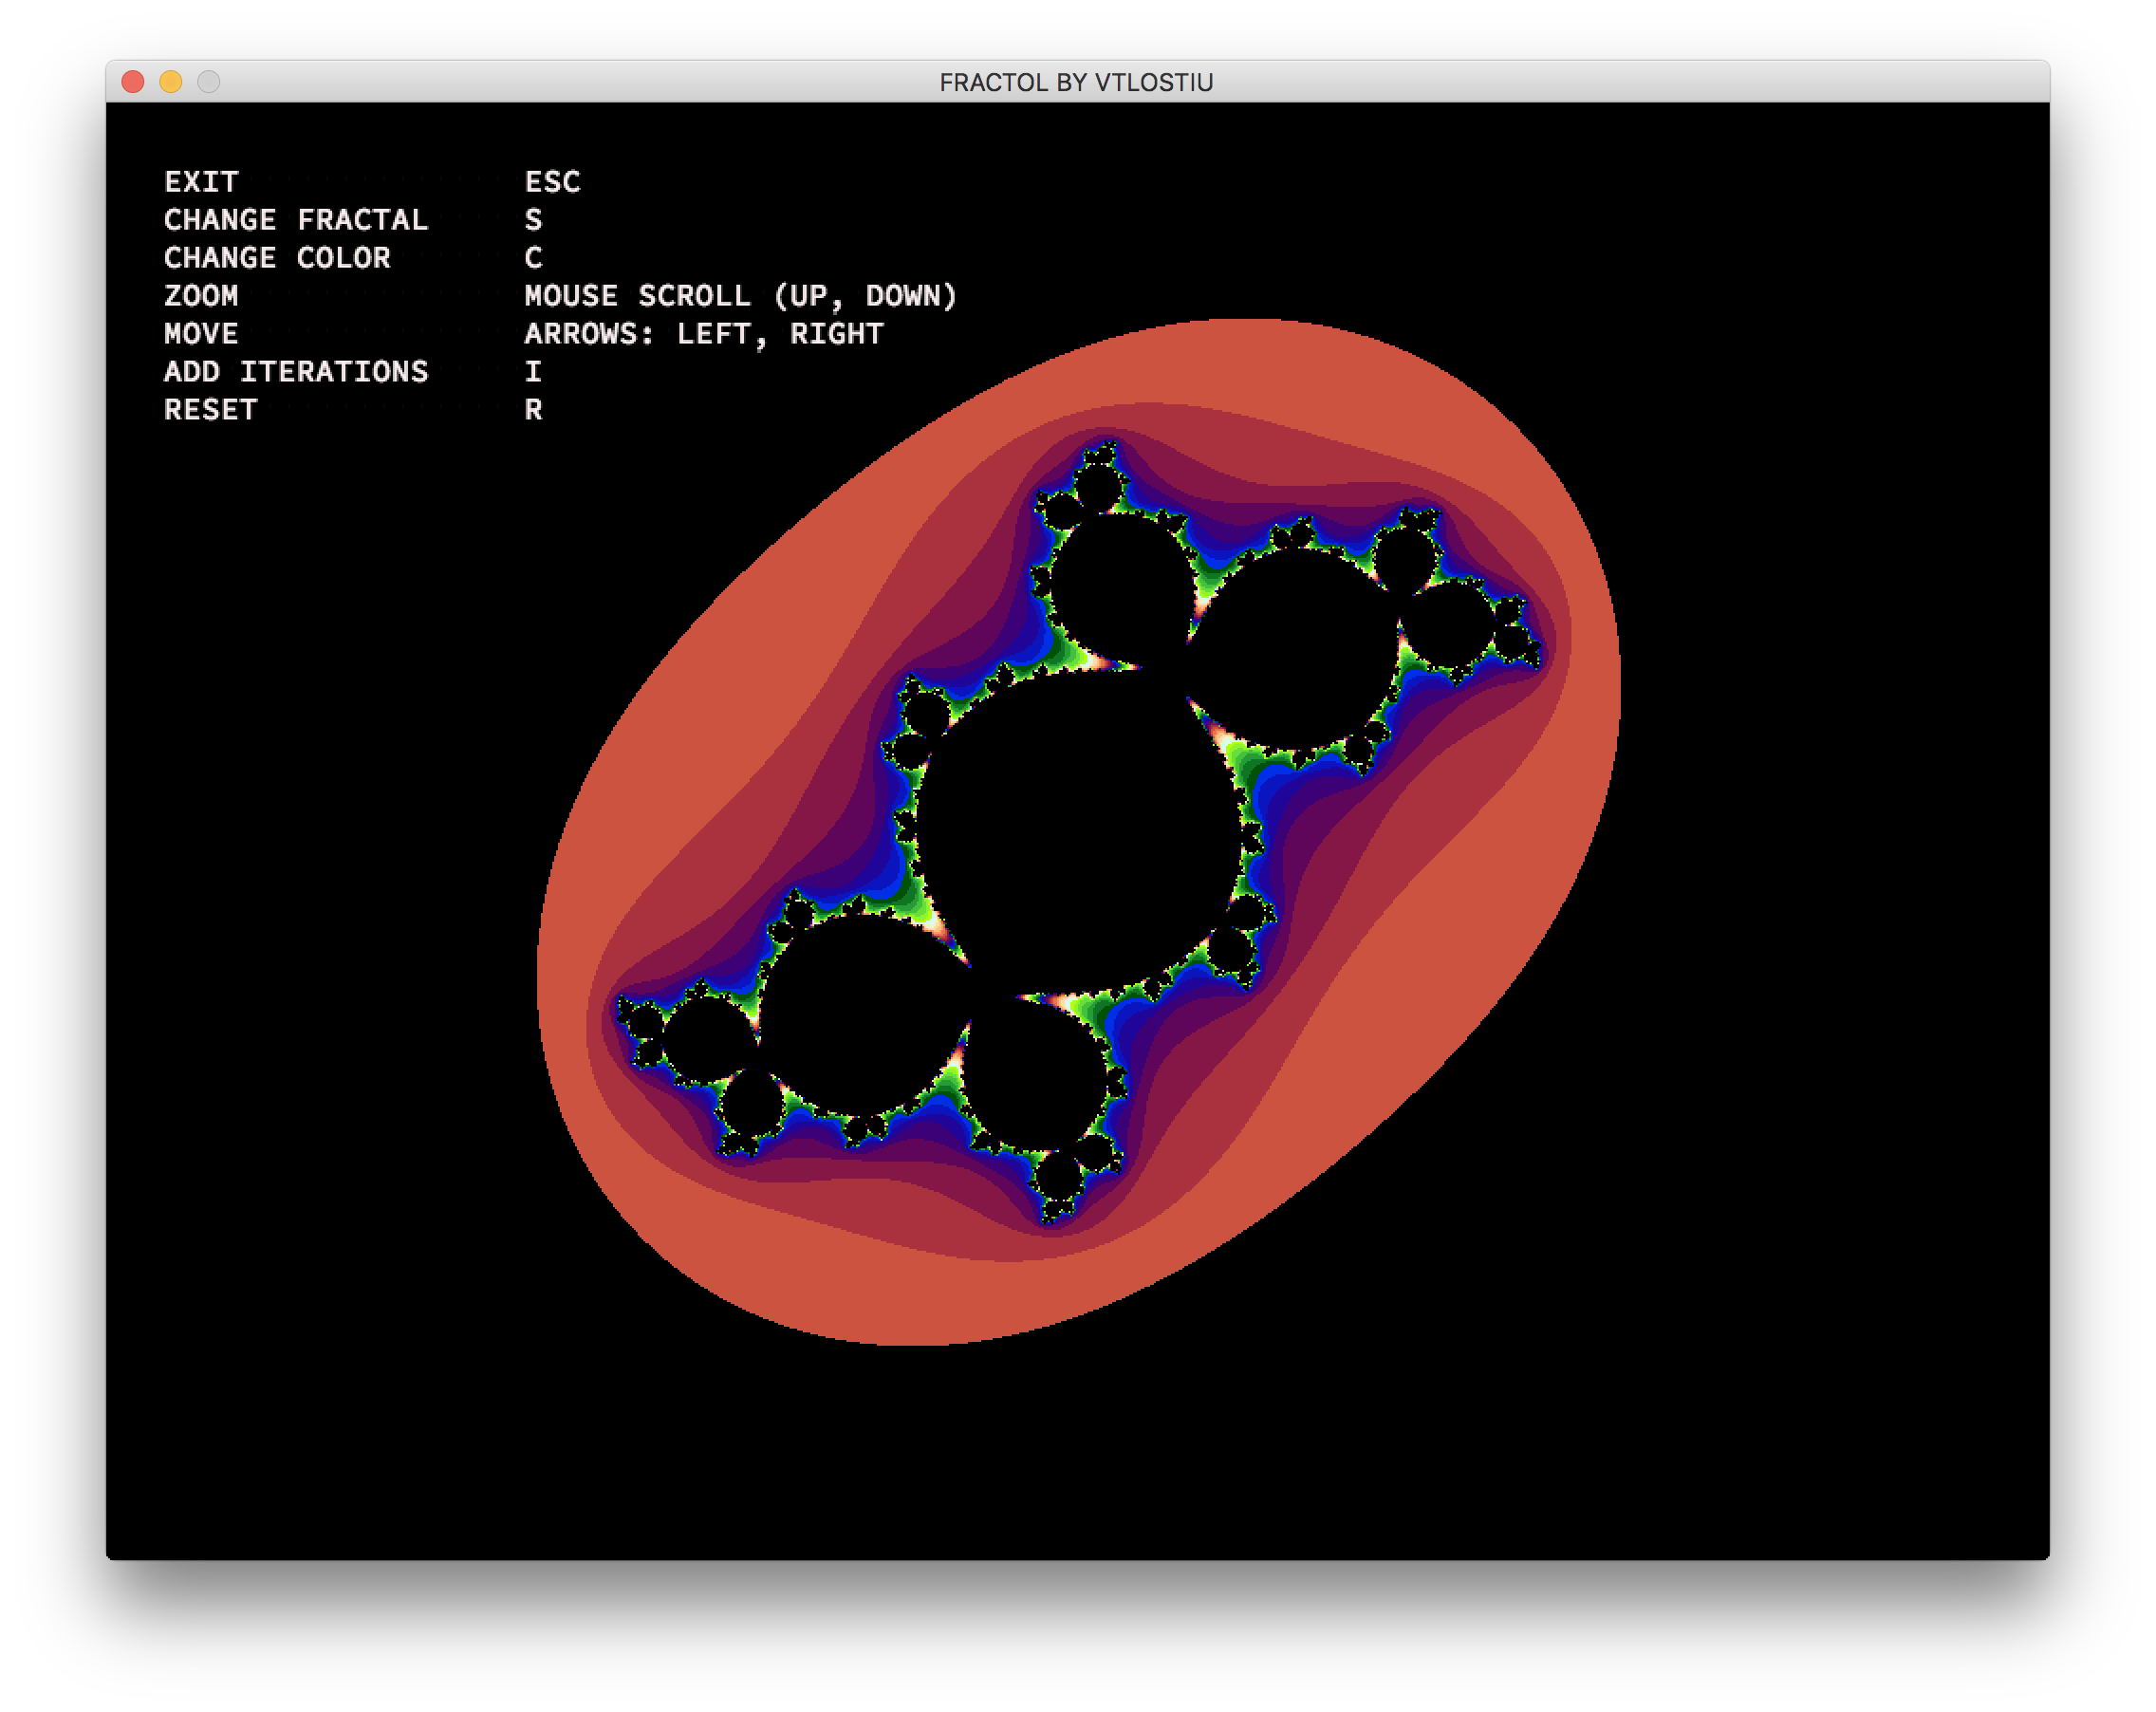 FRACTOL BY VTLOSTIU
EXIT ESC
CHANGE FRACTAL S
CHANGE COLOR C
ZOOM MOUSE SCROLL (UP, DOWN)
MOVE ARROWS: LEFT, RIGHT
ADD ITERATIONS I
RESET R